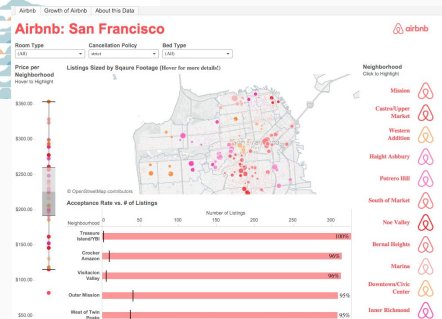 Airbnb Growth of Airbnb About this Data
Airbnb: San Francisco
airbnb
Room Type Cancellation Policy Bed Type
(All) (All)
Price per
Neighborhood
Hover to Highlight
Listings Sized by Sqaure Footage (Hover for more details!)
Neighborhood
Click to Highlight
$350.00
$300.00
$250.00
$200.00
$150.00
$100.00
$50.00
© OpenStreetMap contributors
Acceptance Rate vs. # of Listings
Number of Listings
Neighbourhood 0 50 100 150 200 250 300
Treasure
Island/YBI
100%
Crocker
Amazon
98%
Visitacion
Valley
96%
Outer Mission 95%
West of Twin
Peaks
95%
Mission
Castro/Upper
Market
Western
Addition
Haight Ashbury
Potrero Hill
South of Market
Noe Valley
Bernal Heights
Marina
Downtown/Civic
Center
Inner Richmond